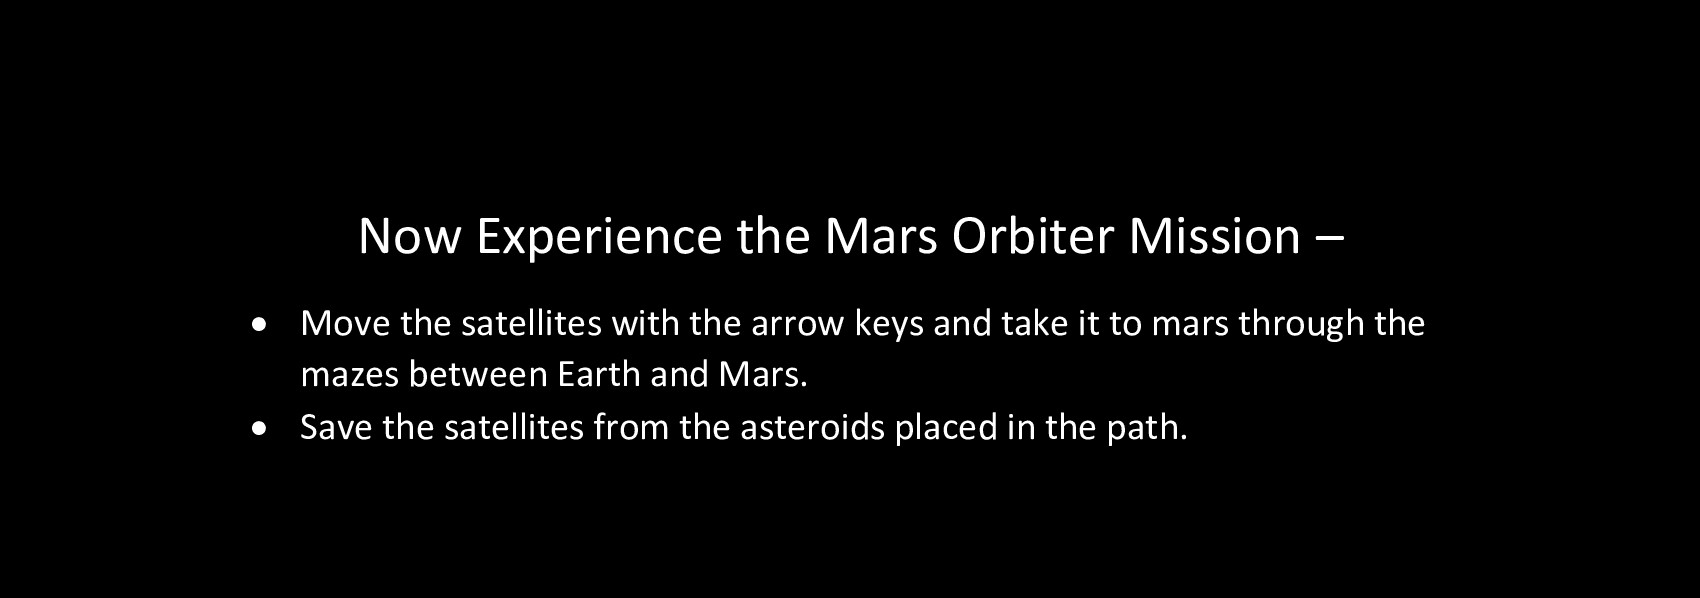 Now Experience the Mars Orbiter Mission –
• Move the satellites with the arrow keys and take it to mars through the
mazes between Earth and Mars.
• Save the satellites from the asteroids placed in the path.